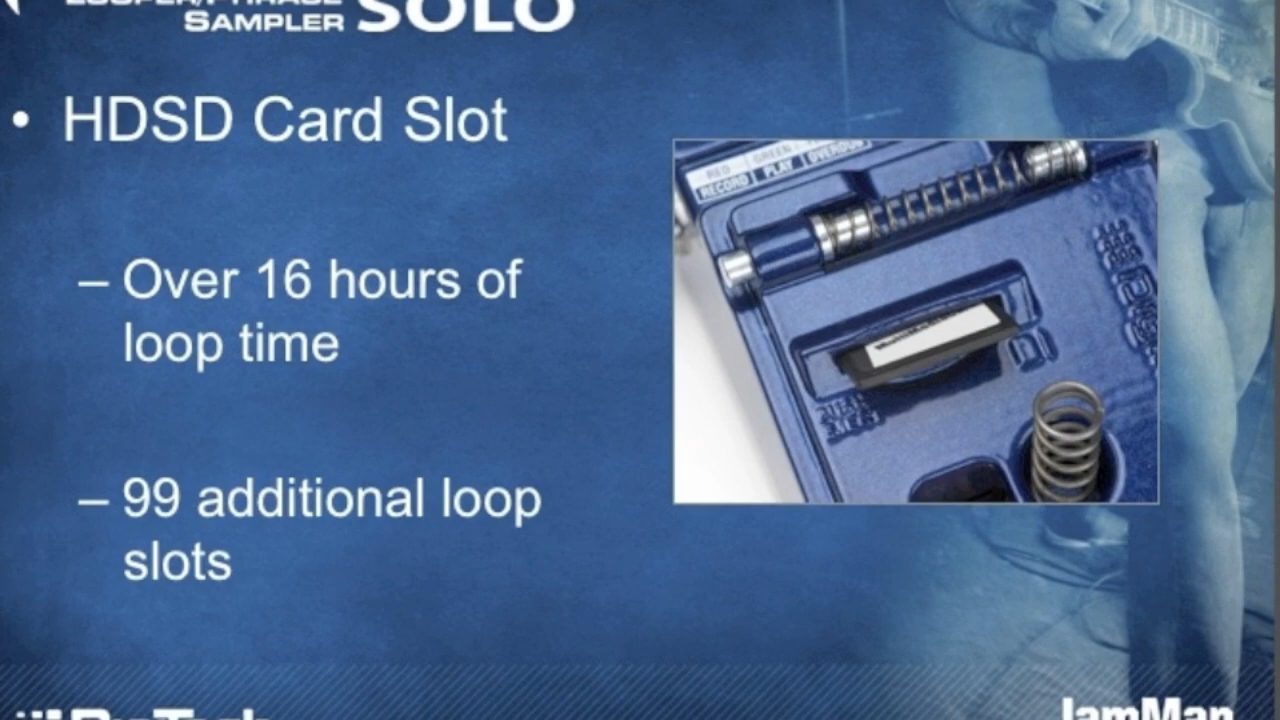 SAMPLER SOLO
• HDSD Card Slot
– Over 16 hours of
loop time
– 99 additional loop
slots
RED GREEN
RECORD PLAY OVERDUB
JamMan